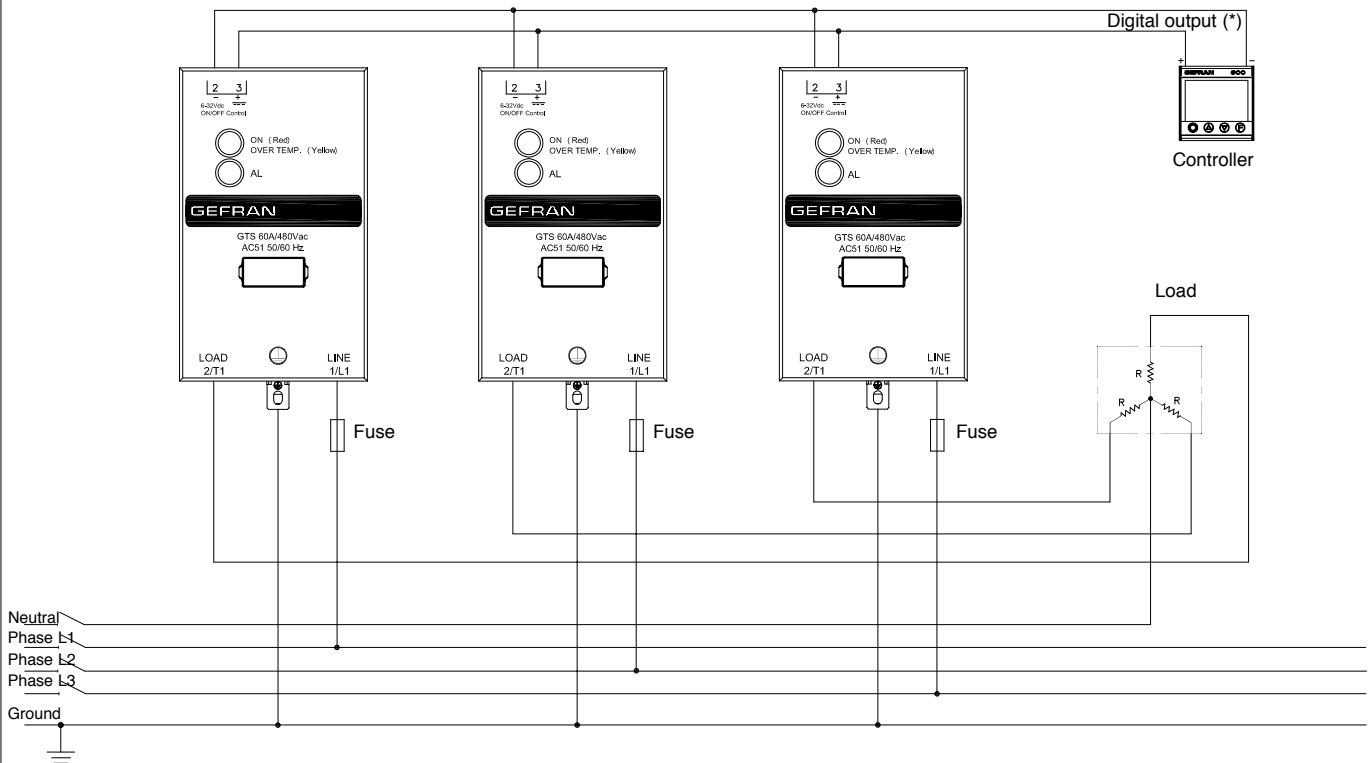 Digital output (*)
+ −
GEFRAN 600
F
Controller
2 3
− +
6-32Vdc
ON/OFF Control
ON (Red)
OVER TEMP. (Yellow)
AL
GEFRAN
GTS 60A/480Vac
AC51 50/60 Hz
LOAD
2/T1
LINE
1/L1
Fuse
2 3
− +
6-32Vdc
ON/OFF Control
ON (Red)
OVER TEMP. (Yellow)
AL
GEFRAN
GTS 60A/480Vac
AC51 50/60 Hz
LOAD
2/T1
LINE
1/L1
Fuse
2 3
− +
6-32Vdc
ON/OFF Control
ON (Red)
OVER TEMP. (Yellow)
AL
GEFRAN
GTS 60A/480Vac
AC51 50/60 Hz
LOAD
2/T1
LINE
1/L1
Fuse
Load
R
R
R
Neutral
Phase L1
Phase L2
Phase L3
Ground